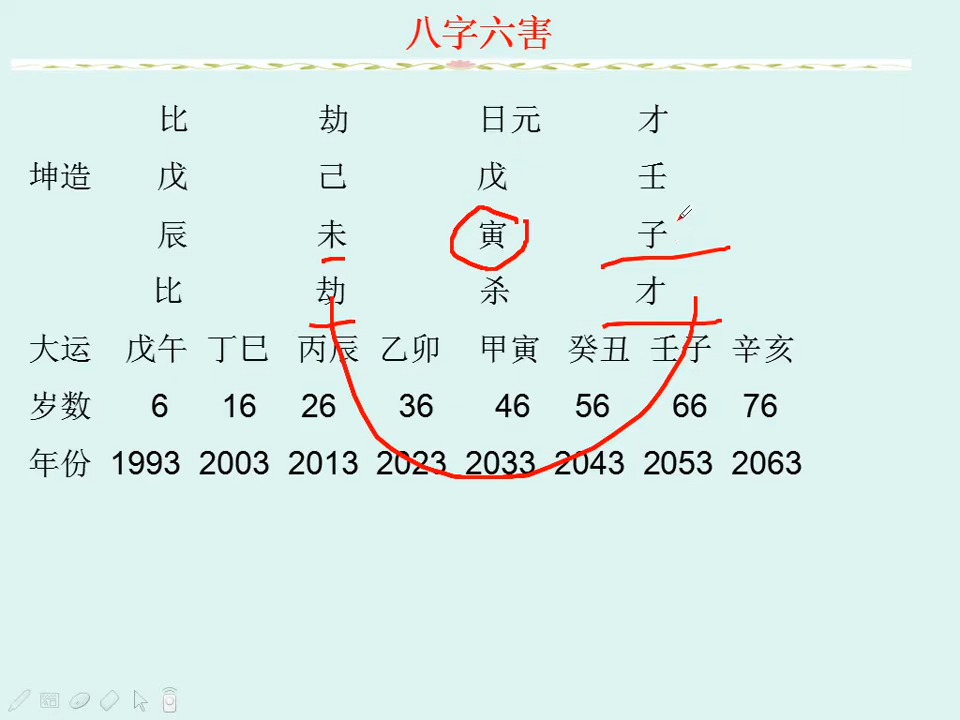 八字六害
比 劫 日元 才
坤造 戊 己 戊 壬
辰 未 寅 子
比 劫 杀 才
大运 戊午 丁巳 丙辰 乙卯 甲寅 癸丑 壬子 辛亥
岁数 6 16 26 36 46 56 66 76
年份 1993 2003 2013 2023 2033 2043 2053 2063